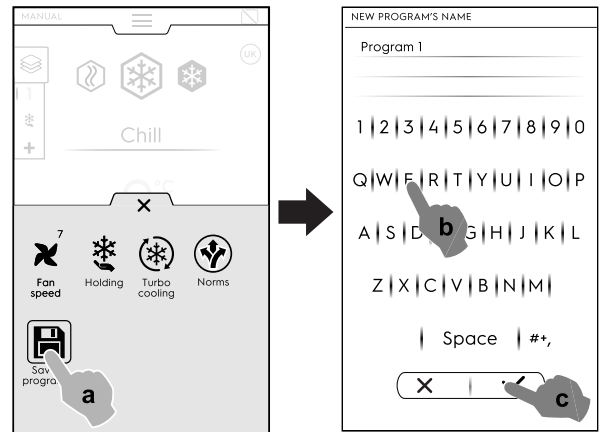 MANUAL
UK
Chill
7
Fan
speed
Holding
Turbo
cooling
Norms
a
NEW PROGRAM'S NAME
Program 1
1 2 3 4 5 6 7 8 9 0
Q W E R T Y U I O P
A S D G H J K L
b
Z X C V B N M
Space #+,
c